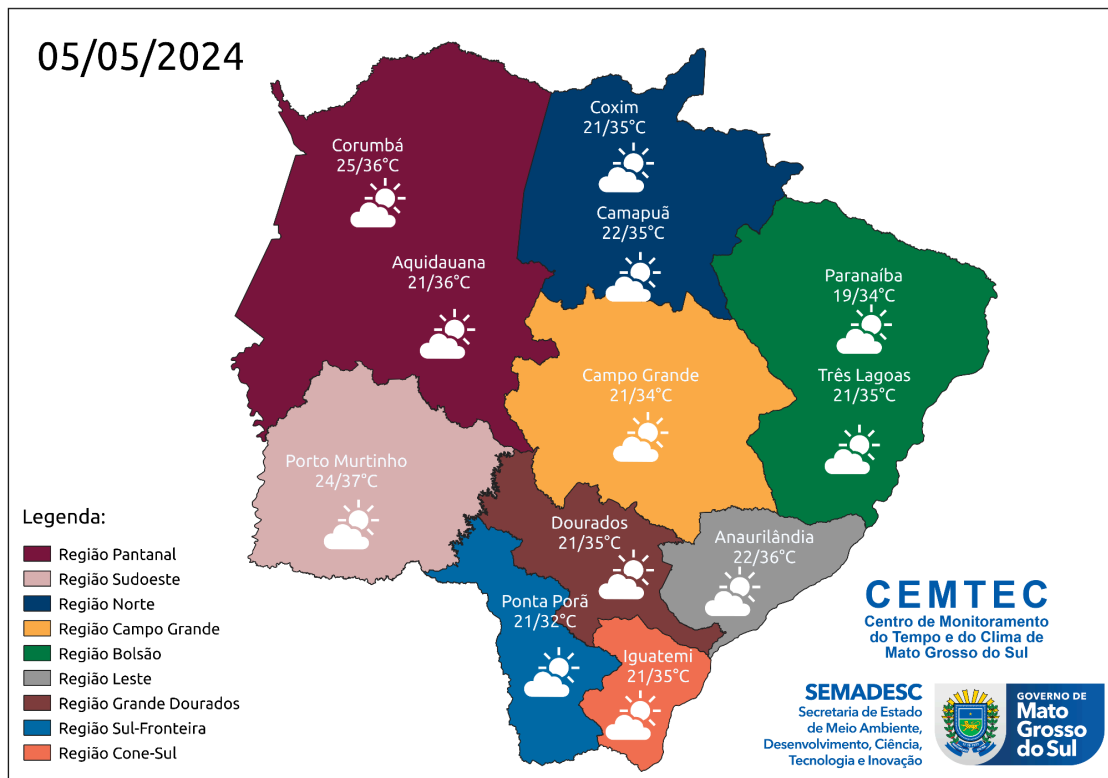 05/05/2024
Coxim
21/35°C
Corumbá
25/36°C
Camapuã
22/35°C
Aquidauana
21/36°C
Paranaíba
19/34°C
Campo Grande
21/34°C
Três Lagoas
21/35°C
Porto Murtinho
24/37°C
Dourados
21/35°C
Anaurilândia
22/36°C
Ponta Porã
21/32°C
Iguatemi
21/35°C
Legenda:
Região Pantanal
Região Sudoeste
Região Norte
Região Campo Grande
Região Bolsão
Região Leste
Região Grande Dourados
Região Sul-Fronteira
Região Cone-Sul
CEMTEC
Centro de Monitoramento
do Tempo e do Clima de
Mato Grosso do Sul
SEMADESC
Secretaria de Estado
de Meio Ambiente,
Desenvolvimento, Ciência,
Tecnologia e Inovação
GOVERNO DE
Mato
Grosso
do Sul